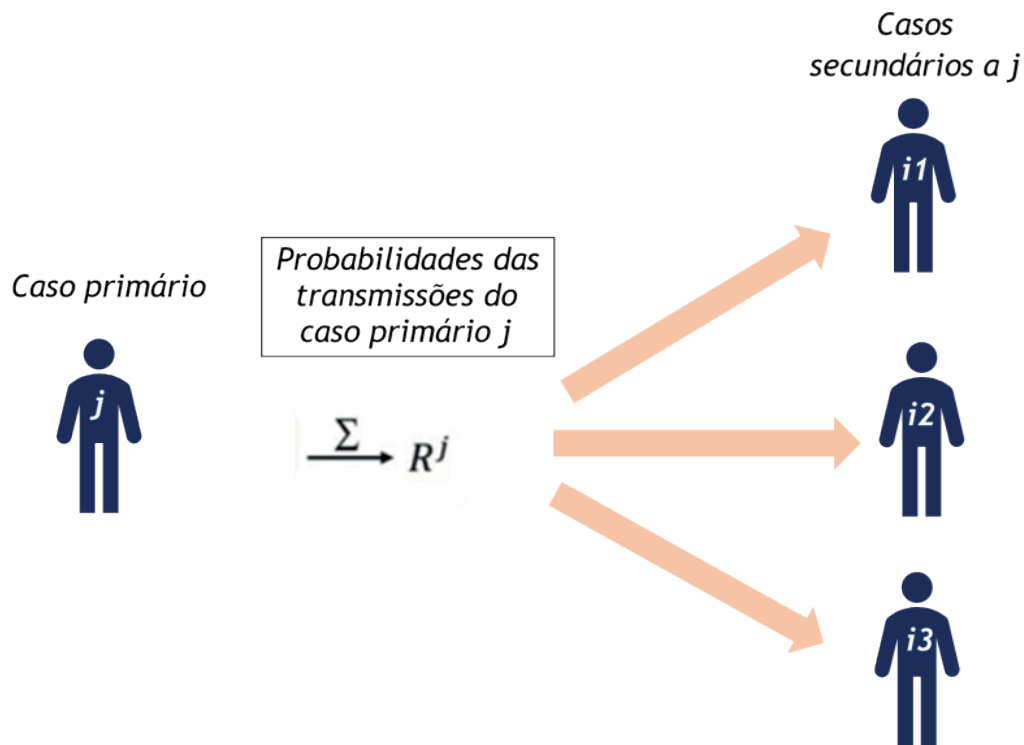 Casos
secundários a j
i1
Probabilidades das
transmissões do
caso primário j
Caso primário
j
Σ
R^j
i2
i3